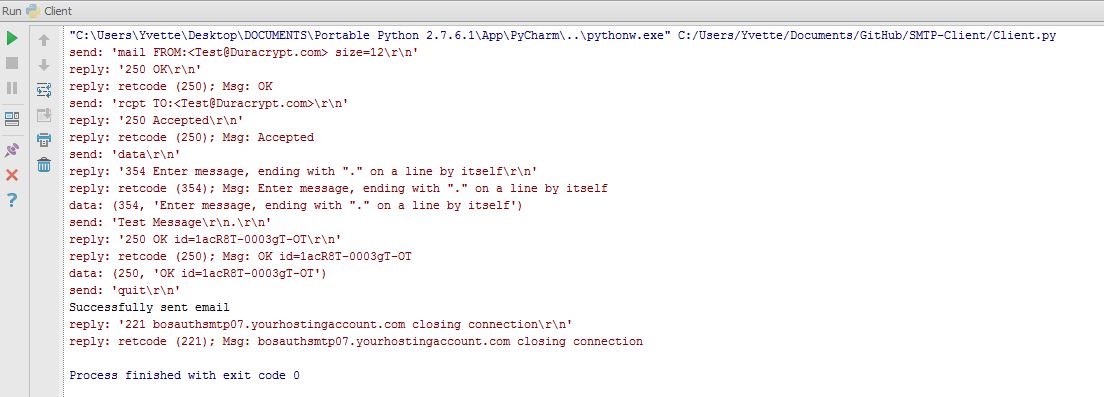 Run Client
"C:\Users\Yvette\Desktop\DOCUMENTS\Portable Python 2.7.6.1\App\PyCharm\..\pythonw.exe" C:/Users/Yvette/Documents/GitHub/SMTP-Client/Client.py
send: 'mail FROM:<Test@Duracrypt.com> size=12\r\n'
reply: '250 OK\r\n'
reply: retcode (250); Msg: OK
send: 'rcpt TO:<Test@Duracrypt.com>\r\n'
reply: '250 Accepted\r\n'
reply: retcode (250); Msg: Accepted
send: 'data\r\n'
reply: '354 Enter message, ending with "." on a line by itself\r\n'
reply: retcode (354); Msg: Enter message, ending with "." on a line by itself
data: (354, 'Enter message, ending with "." on a line by itself')
send: 'Test Message\r\n.\r\n'
reply: '250 OK id=1acR8T-0003gT-OT\r\n'
reply: retcode (250); Msg: OK id=1acR8T-0003gT-OT
data: (250, 'OK id=1acR8T-0003gT-OT')
send: 'quit\r\n'
Successfully sent email
reply: '221 bosauthsmtp07.yourhostingaccount.com closing connection\r\n'
reply: retcode (221); Msg: bosauthsmtp07.yourhostingaccount.com closing connection
Process finished with exit code 0